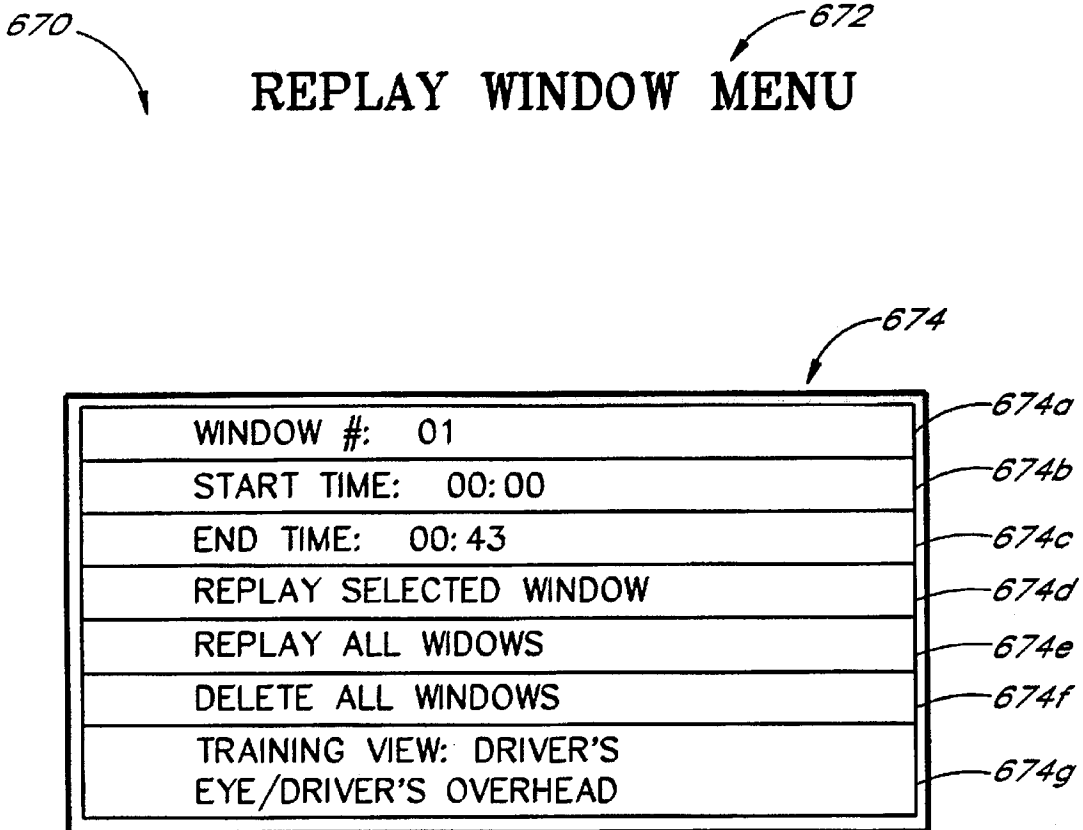 670
672
REPLAY WINDOW MENU
674
WINDOW #: 01
674a
START TIME: 00:00
674b
END TIME: 00:43
674c
REPLAY SELECTED WINDOW
674d
REPLAY ALL WIDOWS
674e
DELETE ALL WINDOWS
674f
TRAINING VIEW: DRIVER'S
EYE/DRIVER'S OVERHEAD
674g